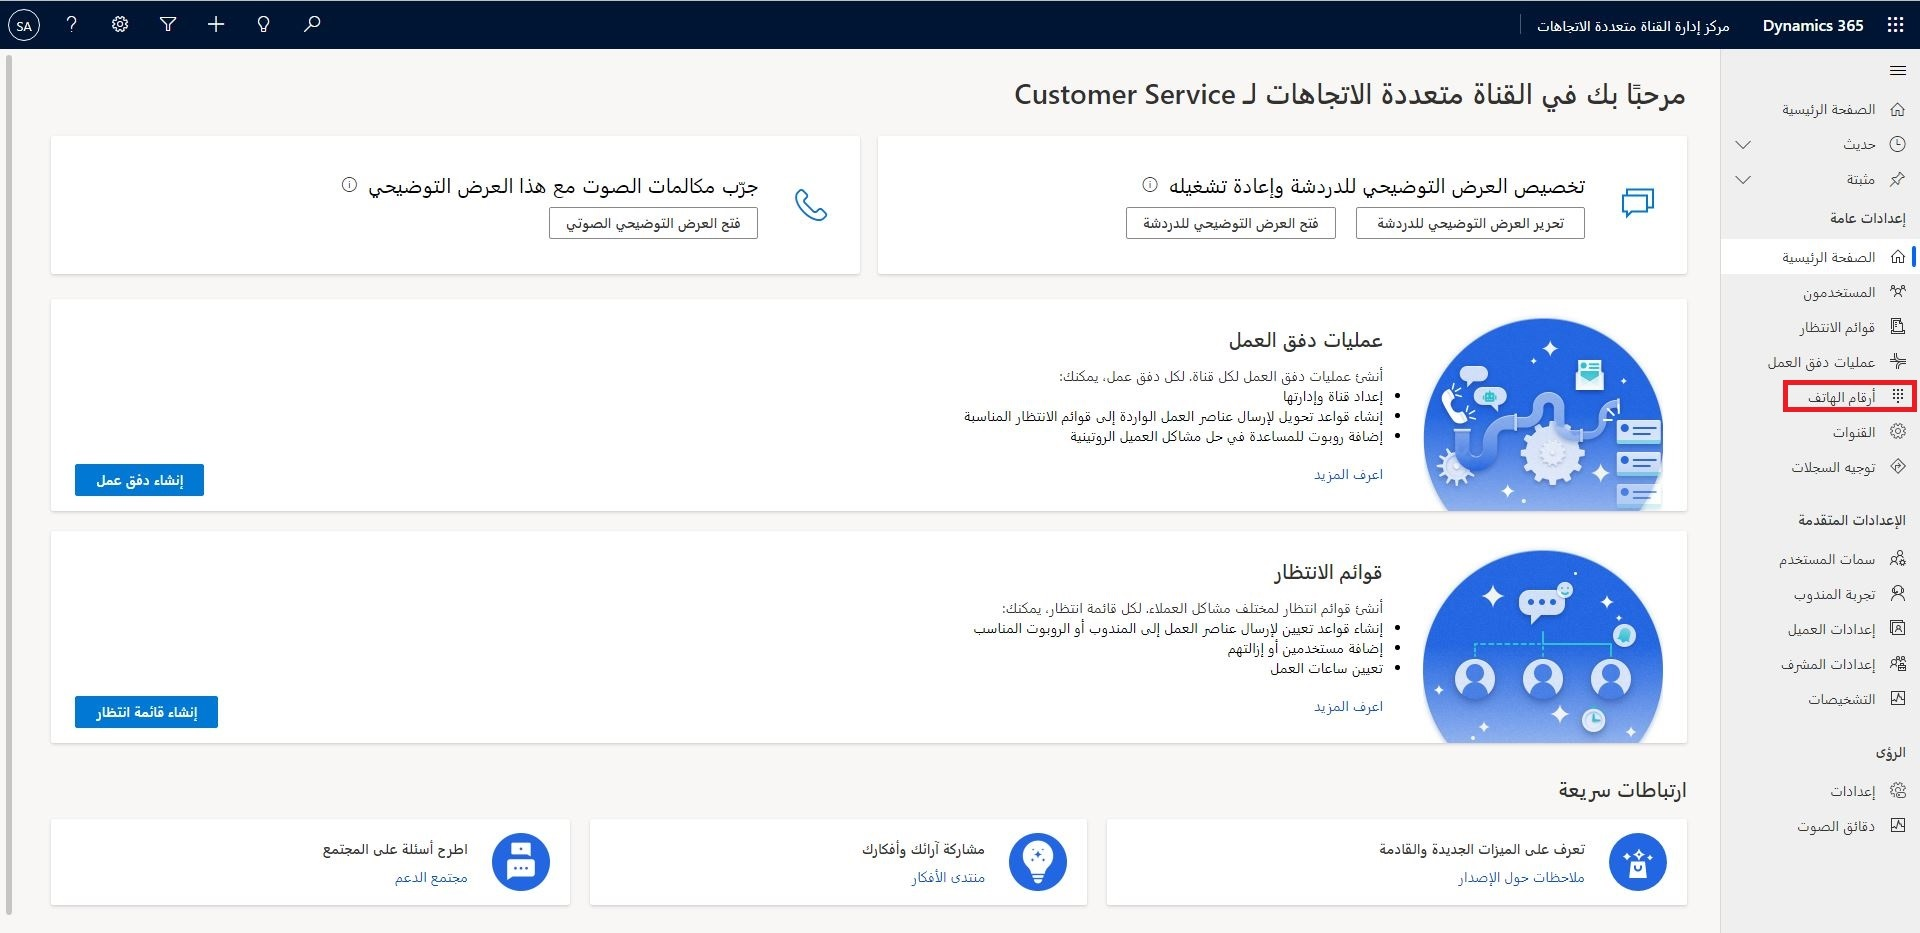 Dynamics 365
مركز إدارة القناة متعددة الاتجاهات
?
SA
الصفحة الرئيسية
حديث
مثبتة
إعدادات عامة
الصفحة الرئيسية
المستخدمون
قوائم الانتظار
عمليات دفق العمل
أرقام الهاتف
القنوات
توجيه السجلات
الإعدادات المتقدمة
سمات المستخدم
تجربة المندوب
إعدادات العميل
إعدادات المشرف
التشخيصات
الرؤى
إعدادات
دقائق الصوت
مرحبًا بك في القناة متعددة الاتجاهات لـ Customer Service
تخصيص العرض التوضيحي للدردشة وإعادة تشغيله
تحرير العرض التوضيحي للدردشة
فتح العرض التوضيحي للدردشة
جرّب مكالمات الصوت مع هذا العرض التوضيحي
فتح العرض التوضيحي الصوتي
عمليات دفق العمل
أنشئ عمليات دفق العمل لكل قناة. لكل دفق عمل، يمكنك:
• إعداد قناة وإدارتها
• إنشاء قواعد تحويل لإرسال عناصر العمل الواردة إلى قوائم الانتظار المناسبة
• إضافة روبوت للمساعدة في حل مشاكل العميل الروتينية
اعرف المزيد
إنشاء دفق عمل
قوائم الانتظار
أنشئ قوائم انتظار لمختلف مشاكل العملاء. لكل قائمة انتظار، يمكنك:
• إنشاء قواعد تعيين لإرسال عناصر العمل إلى المندوب أو الروبوت المناسب
• إضافة مستخدمين أو إزالتهم
• تعيين ساعات العمل
اعرف المزيد
إنشاء قائمة انتظار
ارتباطات سريعة
تعرف على الميزات الجديدة والقادمة
ملاحظات حول الإصدار
مشاركة آرائك وأفكارك
منتدى الأفكار
اطرح أسئلة على المجتمع
مجتمع الدعم